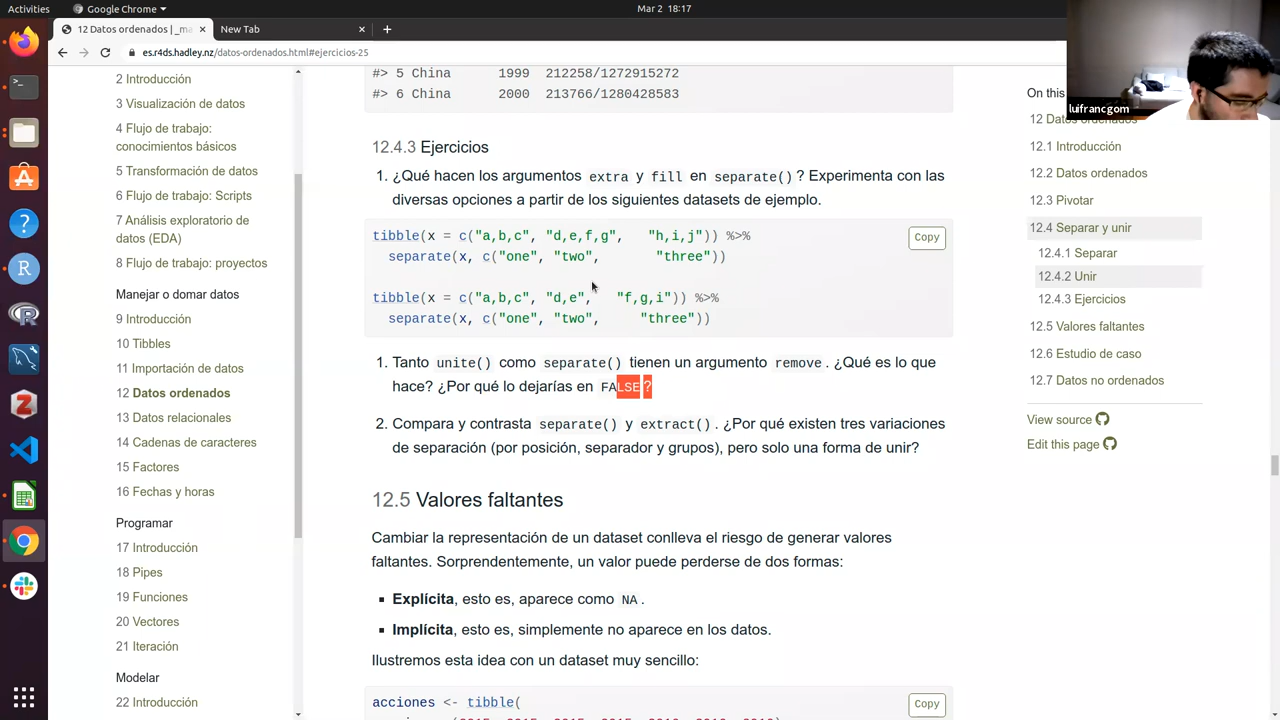 Activities
Google Chrome
Mar 2 18:17
12 Datos ordenados | _ma
New Tab
es.r4ds.hadley.nz/datos-ordenados.html#ejercicios-25
lufrancgom
2 Introducción
3 Visualización de datos
4 Flujo de trabajo:
conocimientos básicos
5 Transformación de datos
6 Flujo de trabajo: Scripts
7 Análisis exploratorio de
datos (EDA)
8 Flujo de trabajo: proyectos
Manejar o domar datos
9 Introducción
10 Tibbles
11 Importación de datos
12 Datos ordenados
13 Datos relacionales
14 Cadenas de caracteres
15 Factores
16 Fechas y horas
Programar
17 Introducción
18 Pipes
19 Funciones
20 Vectores
21 Iteración
Modelar
22 Introducción
#> 5 China 1999 212258/1272915272
#> 6 China 2000 213766/1280428583
12.4.3 Ejercicios
1. ¿Qué hacen los argumentos extra y fill en separate()? Experimenta con las
diversas opciones a partir de los siguientes datasets de ejemplo.
tibble(x = c("a,b,c", "d,e,f,g", "h,i,j")) %>%
separate(x, c("one", "two", "three"))
tibble(x = c("a,b,c", "d,e", "f,g,i")) %>%
separate(x, c("one", "two", "three"))
Copy
1. Tanto unite() como separate() tienen un argumento remove. ¿Qué es lo que
hace? ¿Por qué lo dejarías en FALSE?
2. Compara y contrasta separate() y extract(). ¿Por qué existen tres variaciones
de separación (por posición, separador y grupos), pero solo una forma de unir?
12.5 Valores faltantes
Cambiar la representación de un dataset conlleva el riesgo de generar valores
faltantes. Sorprendentemente, un valor puede perderse de dos formas:
Explícita, esto es, aparece como NA.
Implícita, esto es, simplemente no aparece en los datos.
Ilustremos esta idea con un dataset muy sencillo:
acciones <- tibble(
Copy
On this
12 Datos ordenados
12.1 Introducción
12.2 Datos ordenados
12.3 Pivotar
12.4 Separar y unir
12.4.1 Separar
12.4.2 Unir
12.4.3 Ejercicios
12.5 Valores faltantes
12.6 Estudio de caso
12.7 Datos no ordenados
View source
Edit this page